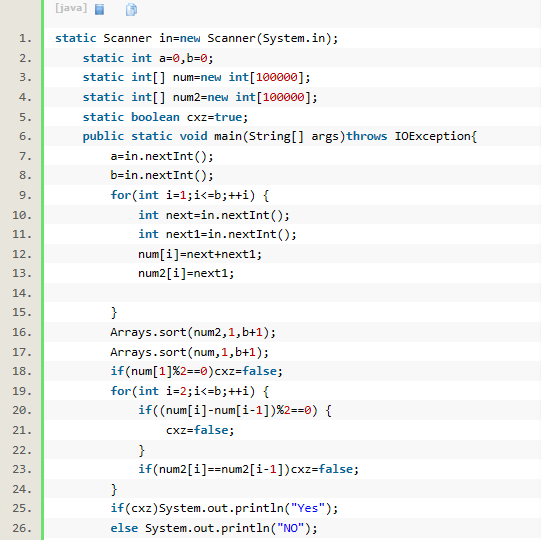 [java]
1. static Scanner in=new Scanner(System.in);
2. static int a=0,b=0;
3. static int[] num=new int[100000];
4. static int[] num2=new int[100000];
5. static boolean cxz=true;
6. public static void main(String[] args)throws IOException{
7. a=in.nextInt();
8. b=in.nextInt();
9. for(int i=1;i<=b;++i) {
10. int next=in.nextInt();
11. int next1=in.nextInt();
12. num[i]=next+next1;
13. num2[i]=next1;
14.
15. }
16. Arrays.sort(num2,1,b+1);
17. Arrays.sort(num,1,b+1);
18. if(num[1]%2==0)cxz=false;
19. for(int i=2;i<=b;++i) {
20. if((num[i]-num[i-1])%2==0) {
21. cxz=false;
22. }
23. if(num2[i]==num2[i-1])cxz=false;
24. }
25. if(cxz)System.out.println("Yes");
26. else System.out.println("NO");